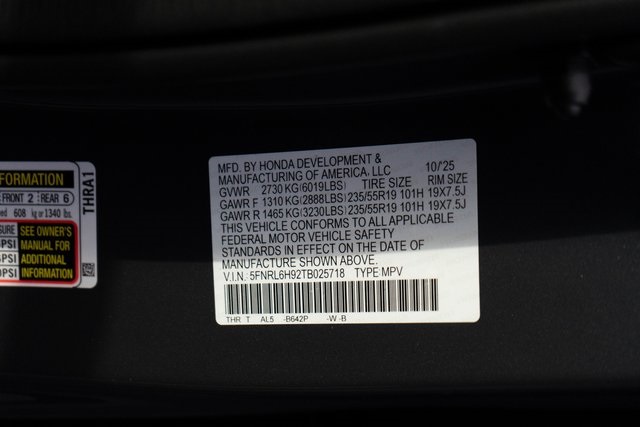 FORMATION
FRONT 2 REAR 6
608 kg or 1340 lbs.
SEE OWNER'S
MANUAL FOR
ADDITIONAL
INFORMATION
THRA1
MFD. BY HONDA DEVELOPMENT &
MANUFACTURING OF AMERICA, LLC 10/'25
GVWR 2730 KG (6019LBS) TIRE SIZE RIM SIZE
GAWR F 1310 KG (2888LBS) 235/55R19 101H 19X7.5J
GAWR R 1465 KG (3230LBS) 235/55R19 101H 19X7.5J
THIS VEHICLE CONFORMS TO ALL APPLICABLE
FEDERAL MOTOR VEHICLE SAFETY
STANDARDS IN EFFECT ON THE DATE OF
MANUFACTURE SHOWN ABOVE.
V.I.N. 5FNRL6H92TB025718 TYPE MPV
THR T AL5 -B642P -W -B